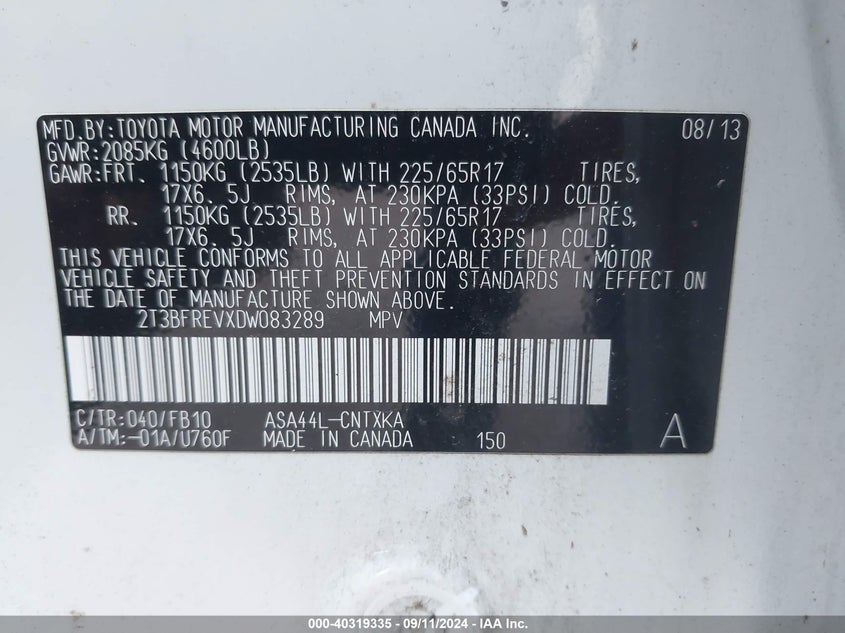 MFD.BY:TOYOTA MOTOR MANUFACTURING CANADA INC. 08/13
GVWR:2085KG (4600LB)
GAWR:FRT. 1150KG (2535LB) WITH 225/65R17 TIRES,
17X6.5J RIMS, AT 230KPA (33PSI) COLD.
RR. 1150KG (2535LB) WITH 225/65R17 TIRES,
17X6.5J RIMS, AT 230KPA (33PSI) COLD.
THIS VEHICLE CONFORMS TO ALL APPLICABLE FEDERAL MOTOR
VEHICLE SAFETY AND THEFT PREVENTION STANDARDS IN EFFECT ON
THE DATE OF MANUFACTURE SHOWN ABOVE.
2T3BFREVXDW083289 MPV
C/TR:040/FB10 ASA44L-CNTXKA
A/TM:-01A/U760F MADE IN CANADA 150 A
000-40319335 - 09/11/2024 - IAA Inc.